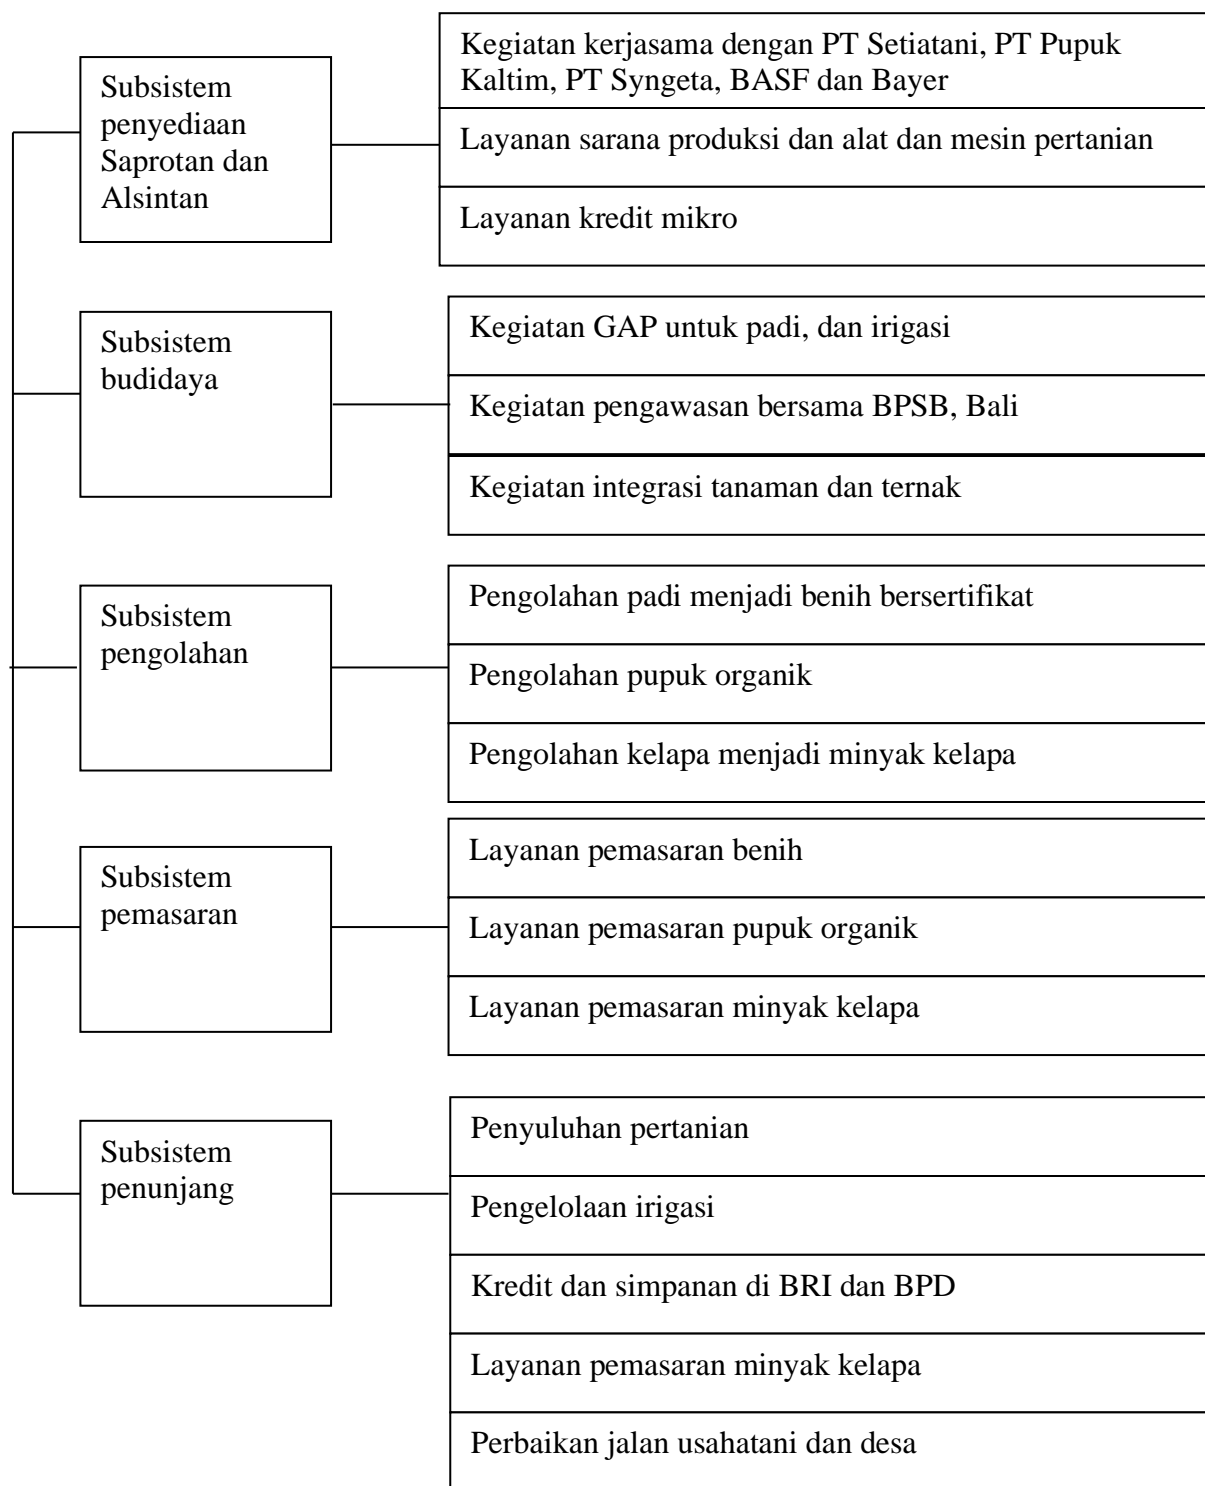 Subsistem
penyediaan
Saprotan dan
Alsintan
Kegiatan kerjasama dengan PT Setiatani, PT Pupuk
Kaltim, PT Syngeta, BASF dan Bayer
Layanan sarana produksi dan alat dan mesin pertanian
Layanan kredit mikro
Subsistem
budidaya
Kegiatan GAP untuk padi, dan irigasi
Kegiatan pengawasan bersama BPSB, Bali
Kegiatan integrasi tanaman dan ternak
Subsistem
pengolahan
Pengolahan padi menjadi benih bersertifikat
Pengolahan pupuk organik
Pengolahan kelapa menjadi minyak kelapa
Subsistem
pemasaran
Layanan pemasaran benih
Layanan pemasaran pupuk organik
Layanan pemasaran minyak kelapa
Subsistem
penunjang
Penyuluhan pertanian
Pengelolaan irigasi
Kredit dan simpanan di BRI dan BPD
Layanan pemasaran minyak kelapa
Perbaikan jalan usahatani dan desa